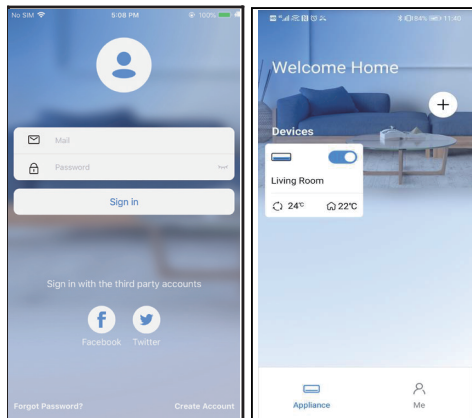 No SIM 5:08 PM 100%
Mail
Password
Sign in
Sign in with the third party accounts
Facebook Twitter
Forgot Password? Create Account
84% 11:40
Welcome Home
+
Devices
Living Room
24℃ 22℃
Appliance Me